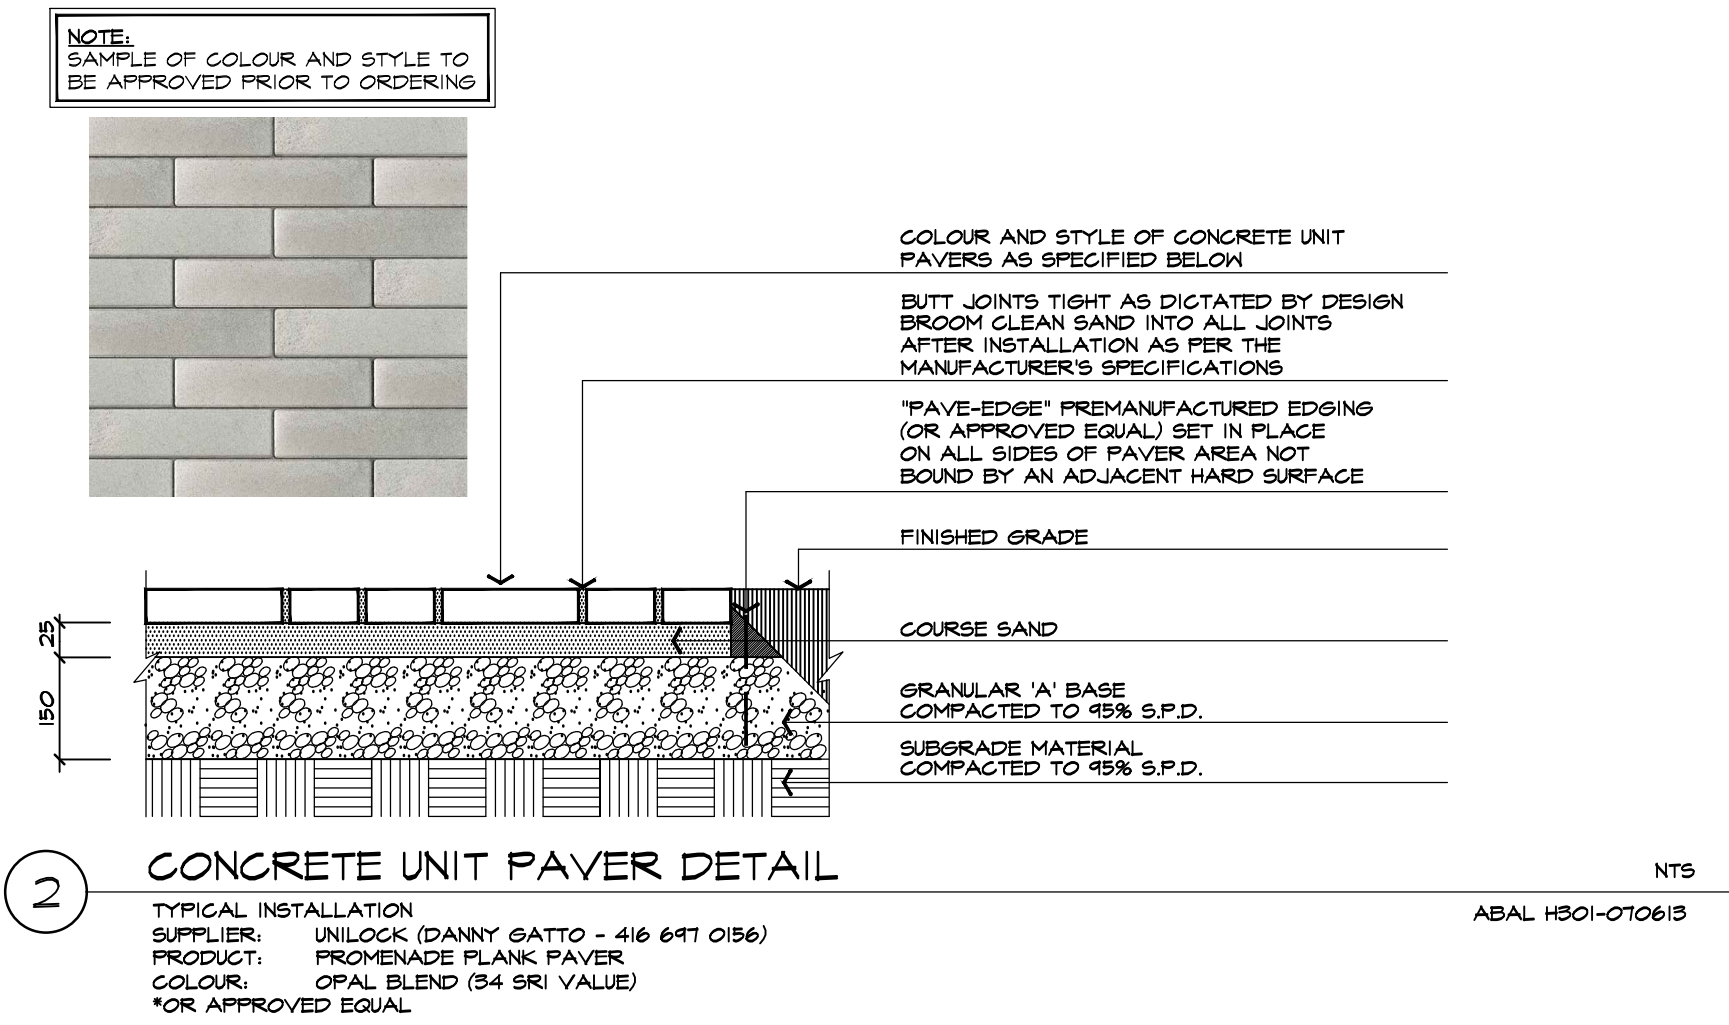 NOTE:
SAMPLE OF COLOUR AND STYLE TO
BE APPROVED PRIOR TO ORDERING
COLOUR AND STYLE OF CONCRETE UNIT
PAVERS AS SPECIFIED BELOW
BUTT JOINTS TIGHT AS DICTATED BY DESIGN
BROOM CLEAN SAND INTO ALL JOINTS
AFTER INSTALLATION AS PER THE
MANUFACTURER'S SPECIFICATIONS
"PAVE-EDGE" PREMANUFACTURED EDGING
(OR APPROVED EQUAL) SET IN PLACE
ON ALL SIDES OF PAVER AREA NOT
BOUND BY AN ADJACENT HARD SURFACE
FINISHED GRADE
25
COURSE SAND
150
GRANULAR 'A' BASE
COMPACTED TO 95% S.P.D.
SUBGRADE MATERIAL
COMPACTED TO 95% S.P.D.
2
CONCRETE UNIT PAVER DETAIL
NTS
TYPICAL INSTALLATION
ABAL H301-070613
SUPPLIER: UNILOCK (DANNY GATTO - 416 697 0156)
PRODUCT: PROMENADE PLANK PAVER
COLOUR: OPAL BLEND (34 SRI VALUE)
*OR APPROVED EQUAL